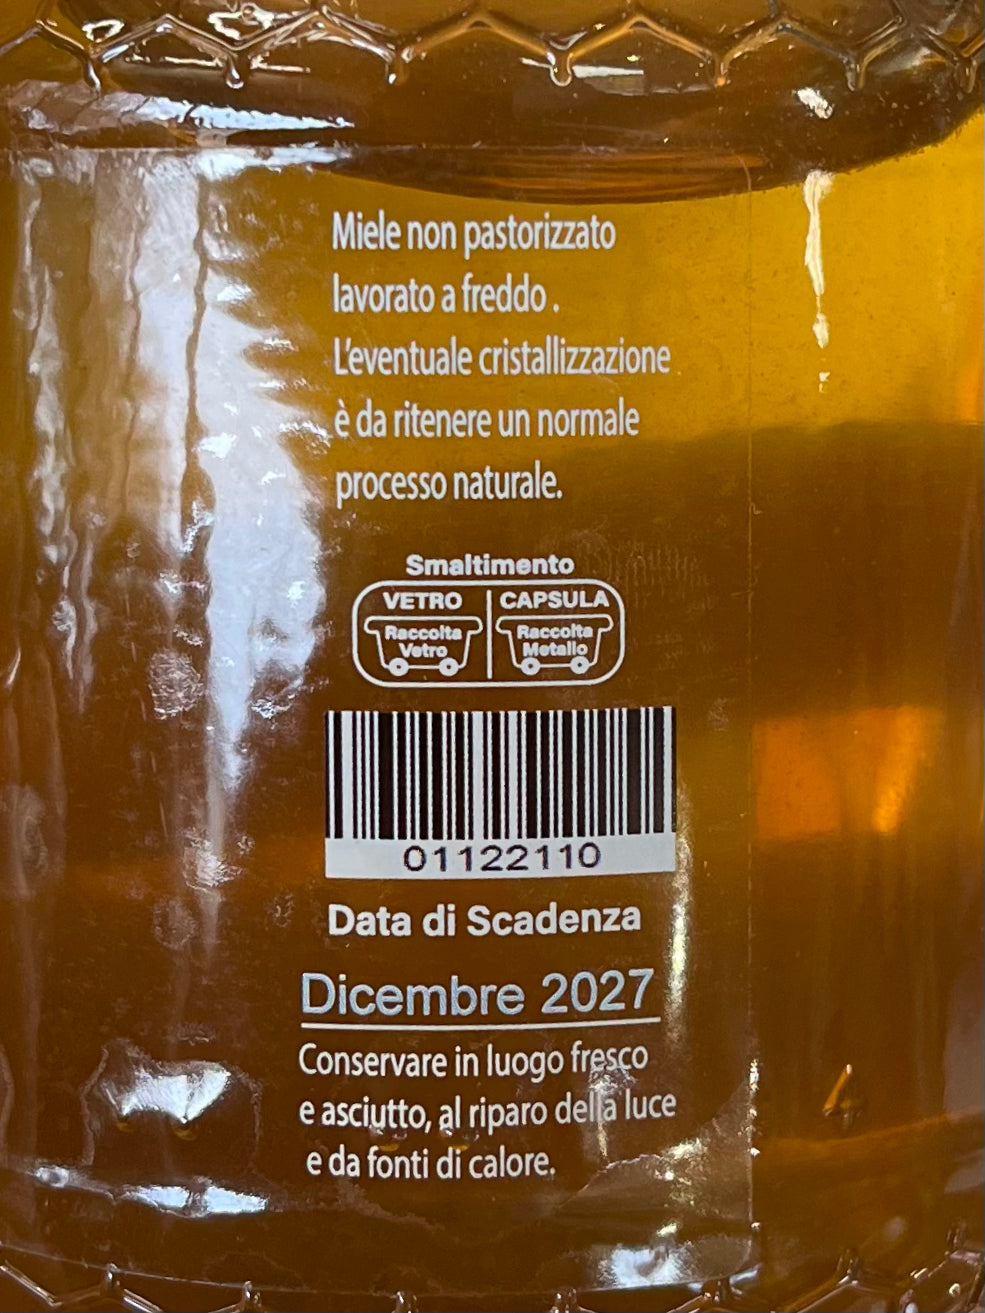 Miele non pastorizzato
lavorato a freddo .
L'eventuale cristallizzazione
è da ritenere un normale
processo naturale.
Smaltimento
VETRO CAPSULA
Raccolta Raccolta
Vetro Metallo
01122110
Data di Scadenza
Dicembre 2027
Conservare in luogo fresco
e asciutto, al riparo della luce
e da fonti di calore.